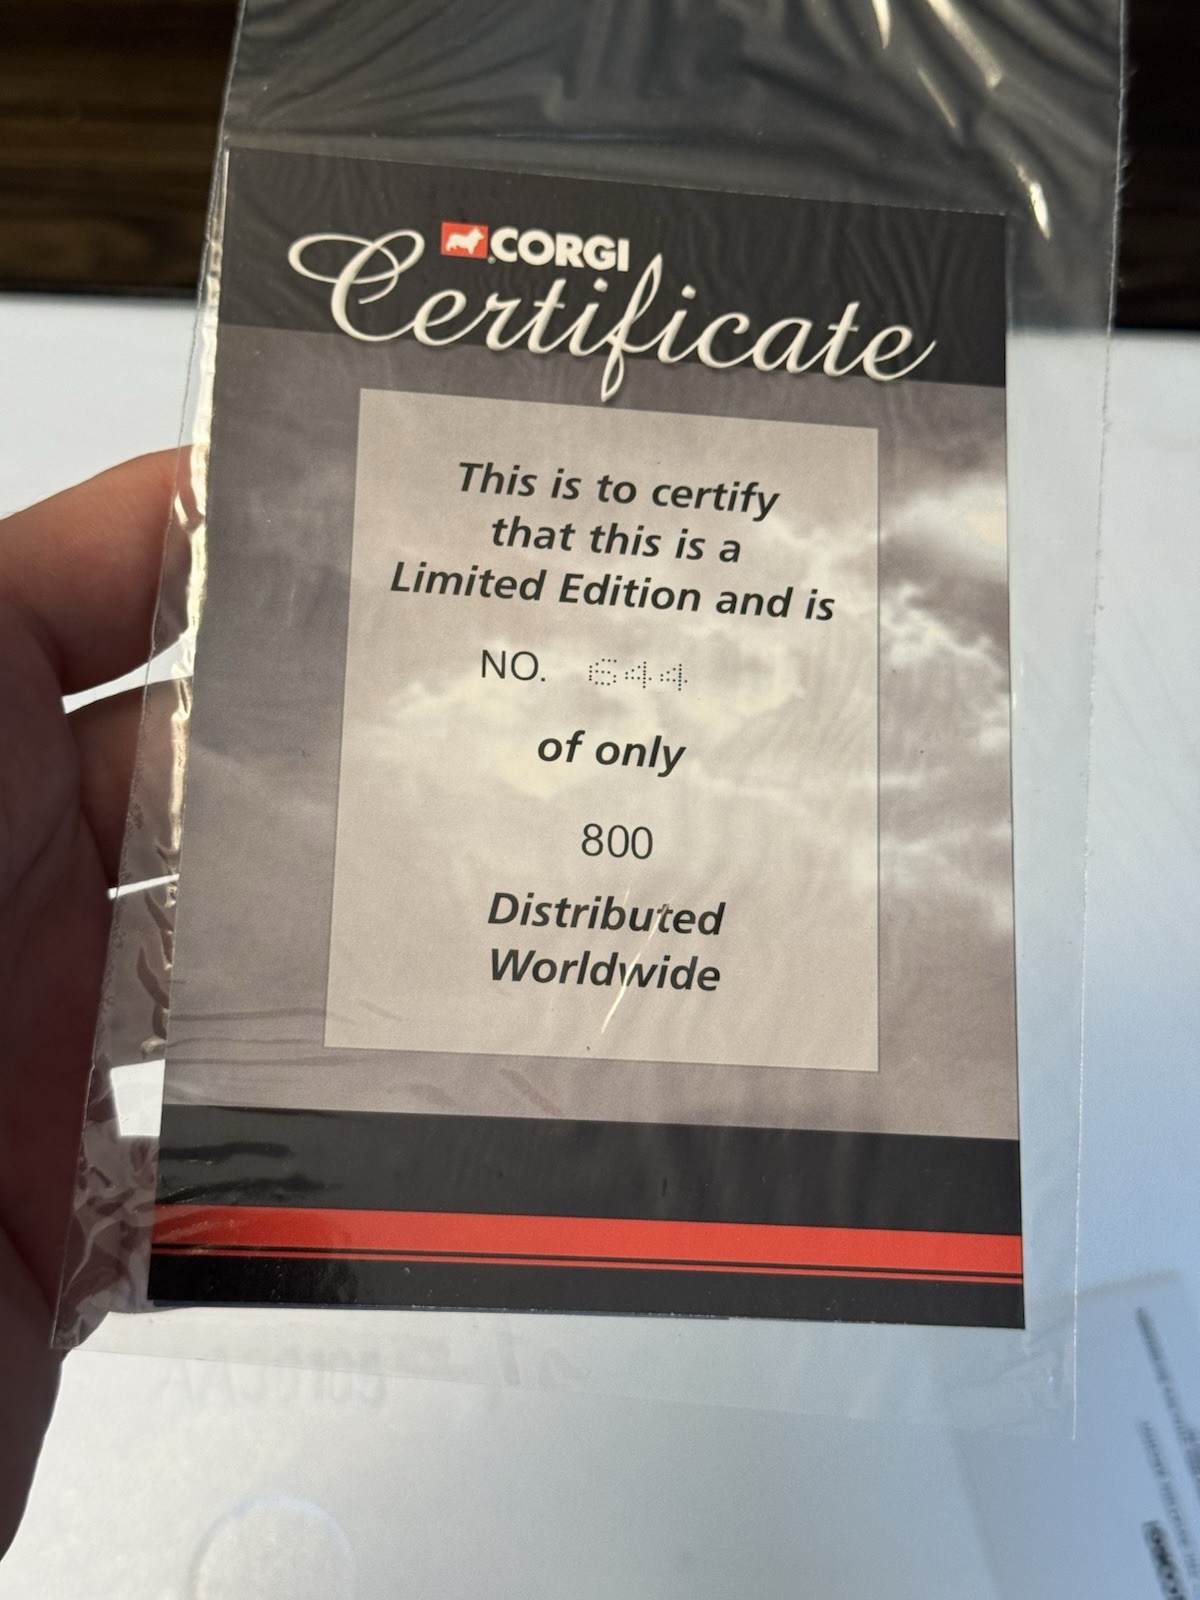 CORGI
Certificate
This is to certify
that this is a
Limited Edition and is
NO. 644
of only
800
Distributed
Worldwide